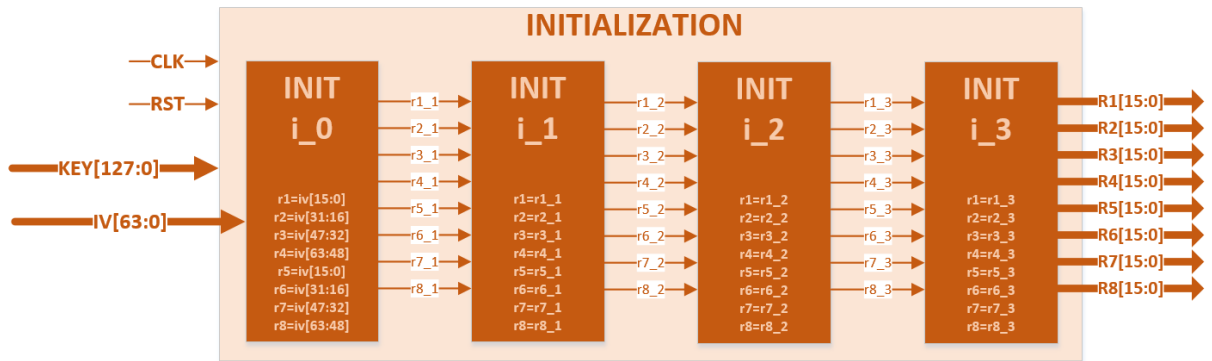 INITIALIZATION
CLK
RST
KEY[127:0]
IV[63:0]
INIT
i_0
r1=iv[15:0]
r2=iv[31:16]
r3=iv[47:32]
r4=iv[63:48]
r5=iv[15:0]
r6=iv[31:16]
r7=iv[47:32]
r8=iv[63:48]
r1_1
r2_1
r3_1
r4_1
r5_1
r6_1
r7_1
r8_1
INIT
i_1
r1=r1_1
r2=r2_1
r3=r3_1
r4=r4_1
r5=r5_1
r6=r6_1
r7=r7_1
r8=r8_1
r1_2
r2_2
r3_2
r4_2
r5_2
r6_2
r7_2
r8_2
INIT
i_2
r1=r1_2
r2=r2_2
r3=r3_2
r4=r4_2
r5=r5_2
r6=r6_2
r7=r7_2
r8=r8_2
r1_3
r2_3
r3_3
r4_3
r5_3
r6_3
r7_3
r8_3
INIT
i_3
r1=r1_3
r2=r2_3
r3=r3_3
r4=r4_3
r5=r5_3
r6=r6_3
r7=r7_3
r8=r8_3
R1[15:0]
R2[15:0]
R3[15:0]
R4[15:0]
R5[15:0]
R6[15:0]
R7[15:0]
R8[15:0]